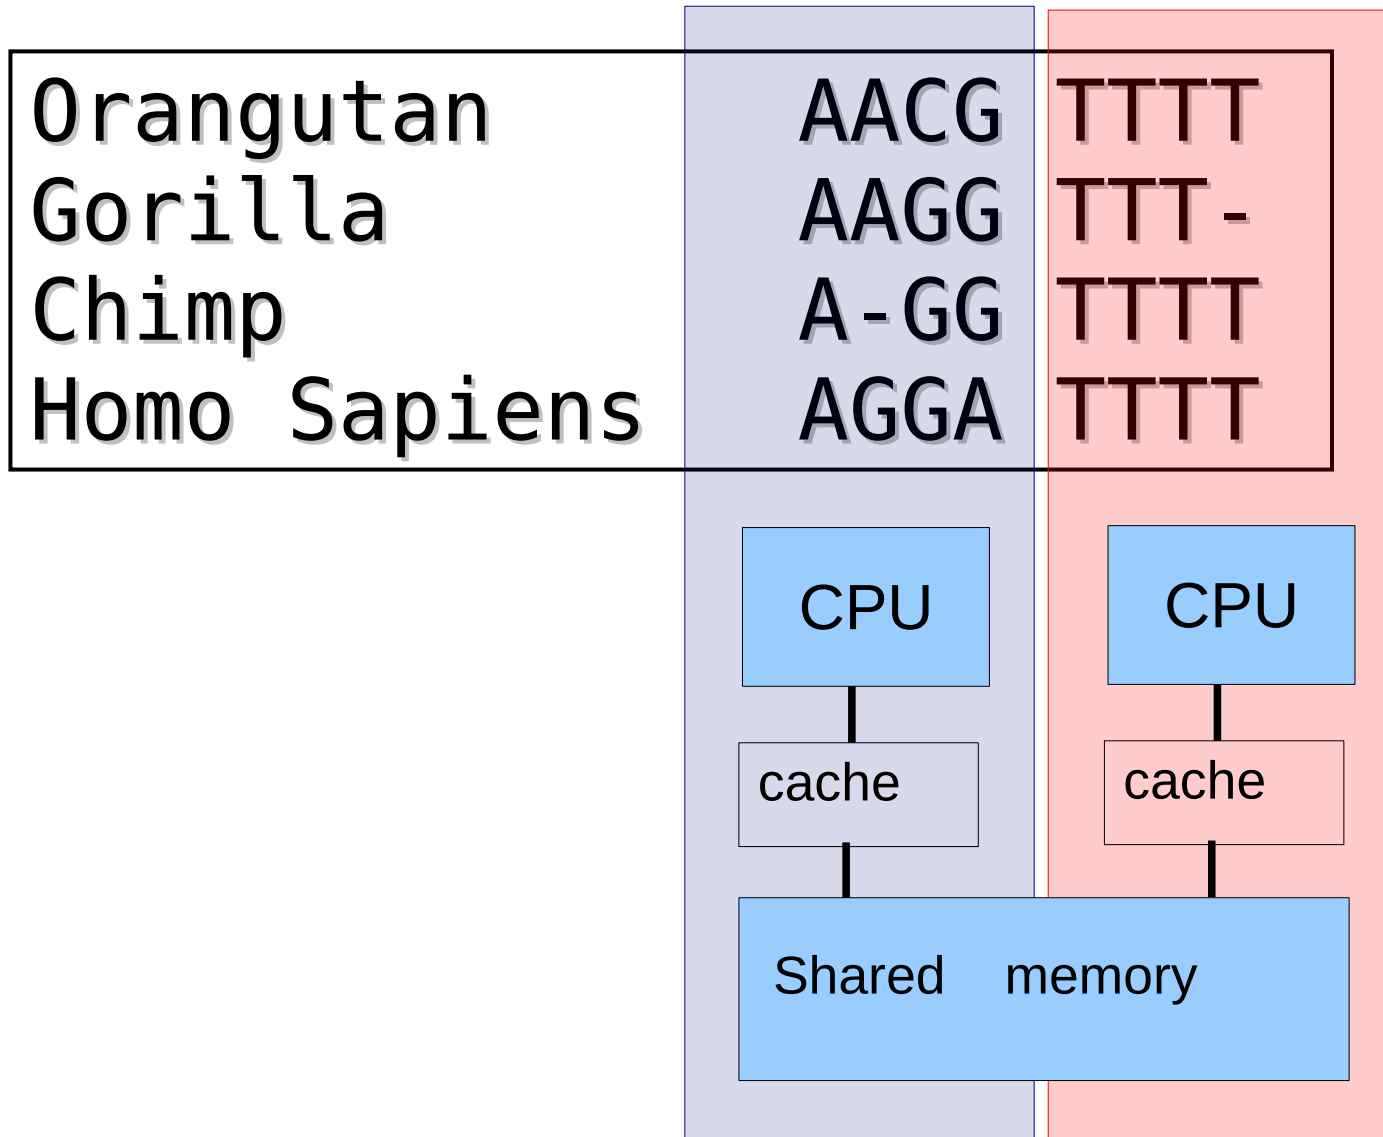 Orangutan AACG TTTT
Gorilla AAGG TTT-
Chimp A-GG TTTT
Homo Sapiens AGGA TTTT
CPU CPU
cache cache
Shared memory